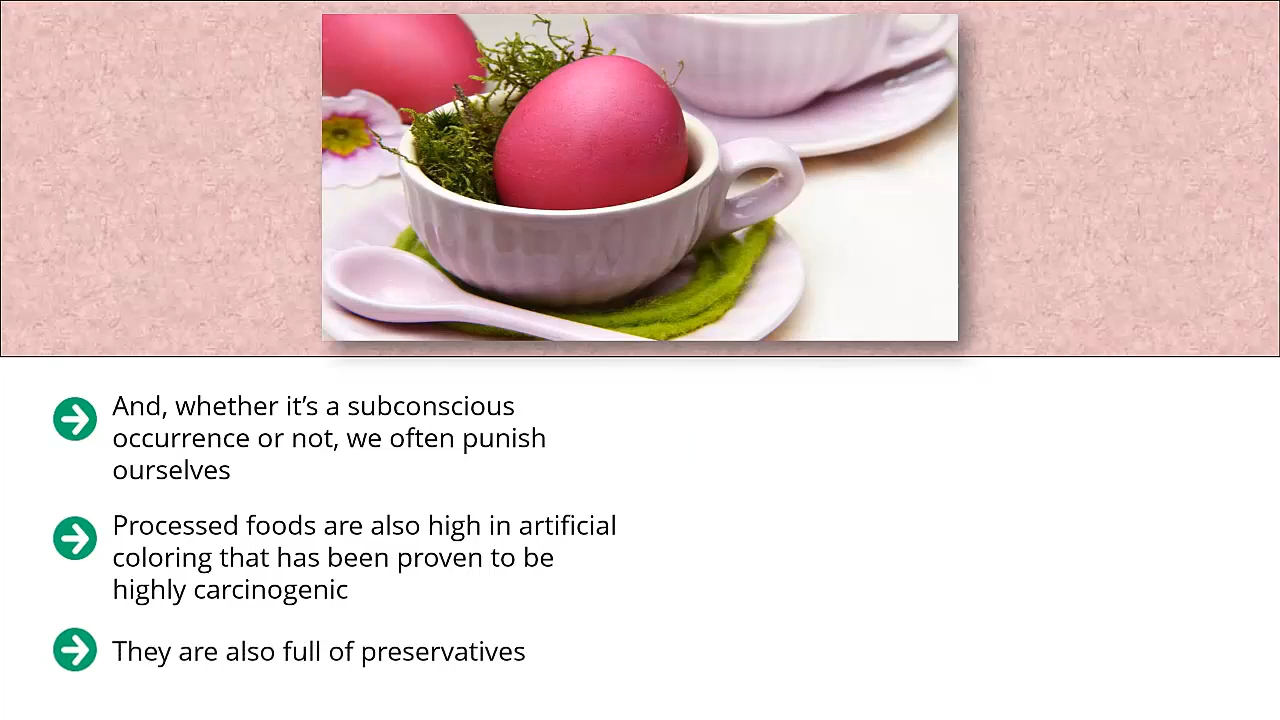 And, whether it’s a subconscious
occurrence or not, we often punish
ourselves
Processed foods are also high in artificial
coloring that has been proven to be
highly carcinogenic
They are also full of preservatives